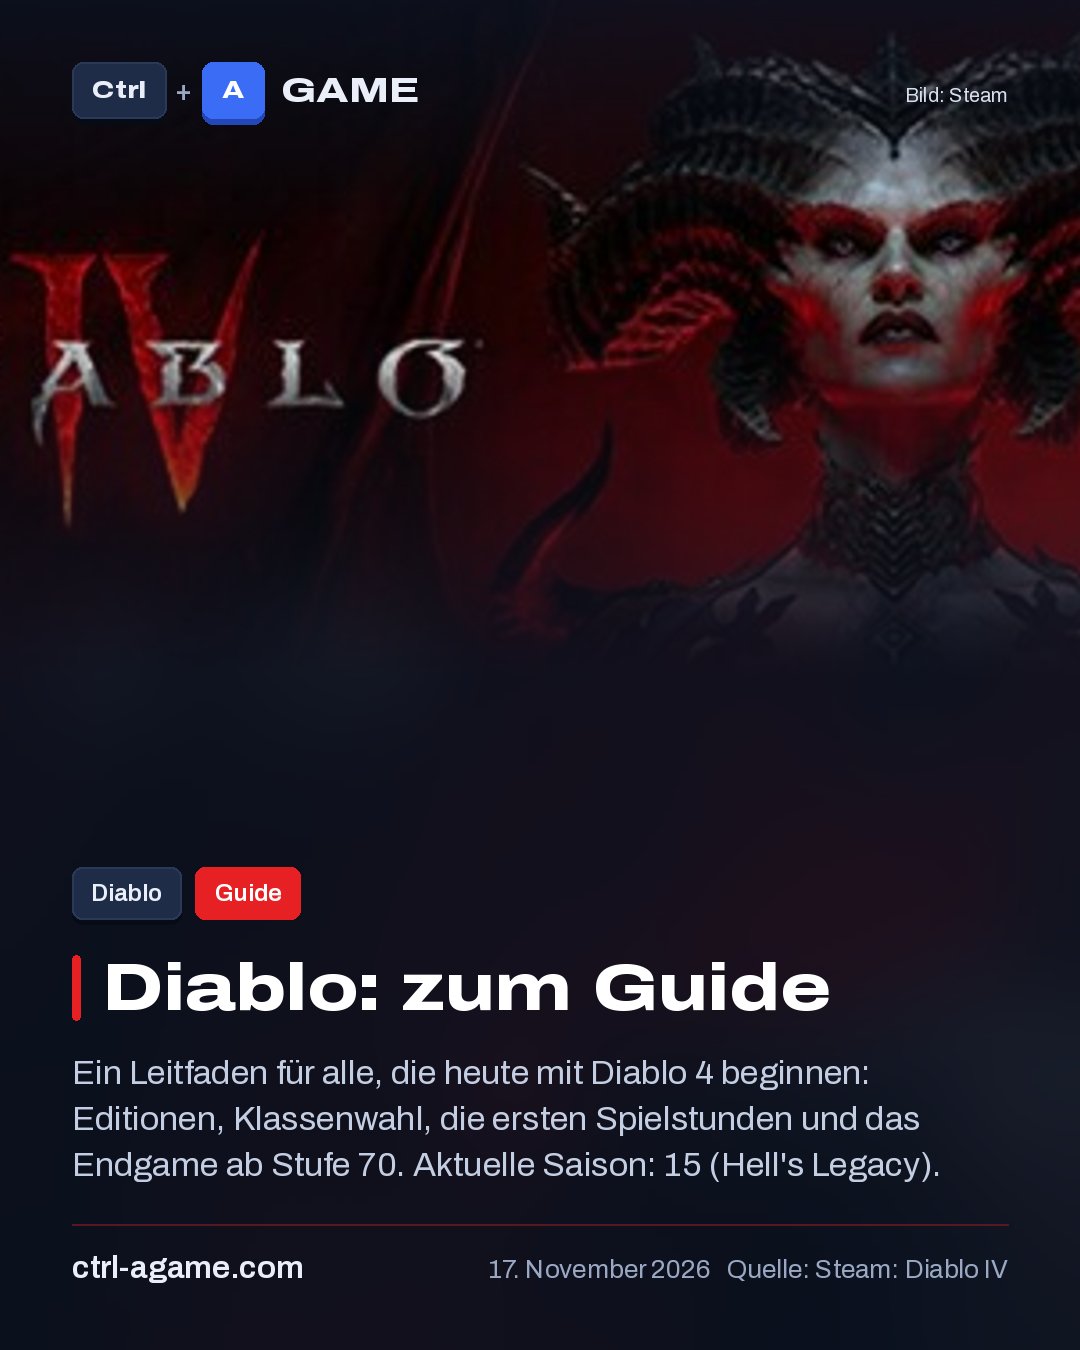 Ctrl + A GAME
Bild: Steam
IV
ABLO
Diablo
Guide
Diablo: zum Guide
Ein Leitfaden für alle, die heute mit Diablo 4 beginnen:
Editionen, Klassenwahl, die ersten Spielstunden und das
Endgame ab Stufe 70. Aktuelle Saison: 15 (Hell's Legacy).
ctrl-agame.com
17. November 2026 Quelle: Steam: Diablo IV